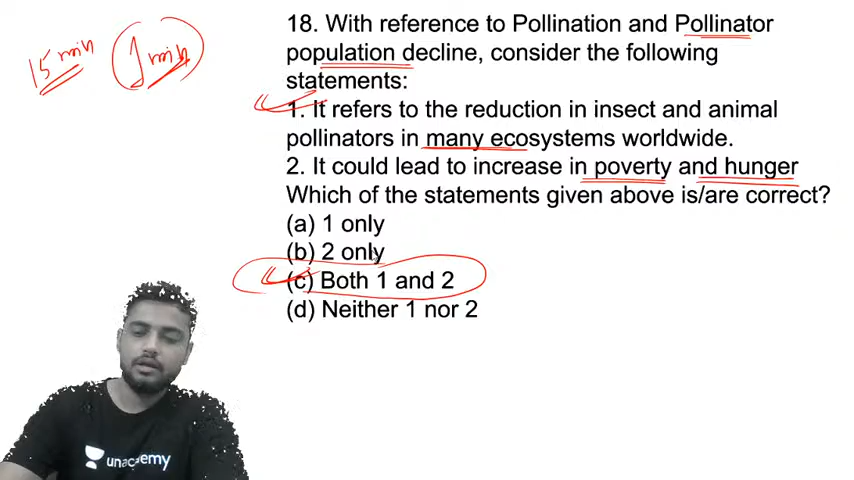 15 min
1 min
18. With reference to Pollination and Pollinator
population decline, consider the following
statements:
1. It refers to the reduction in insect and animal
pollinators in many ecosystems worldwide.
2. It could lead to increase in poverty and hunger
Which of the statements given above is/are correct?
(a) 1 only
(b) 2 only
(c) Both 1 and 2
(d) Neither 1 nor 2
unacademy